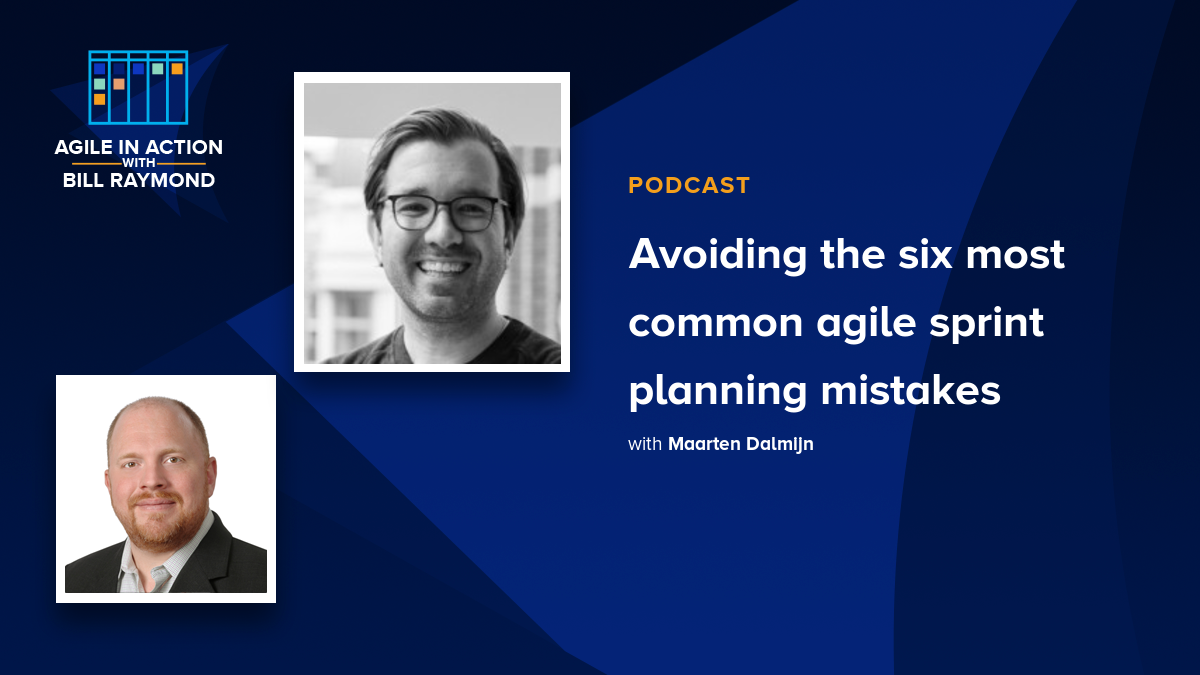 AGILE IN ACTION
WITH
BILL RAYMOND
PODCAST
Avoiding the six most
common agile sprint
planning mistakes
with Maarten Dalmijn